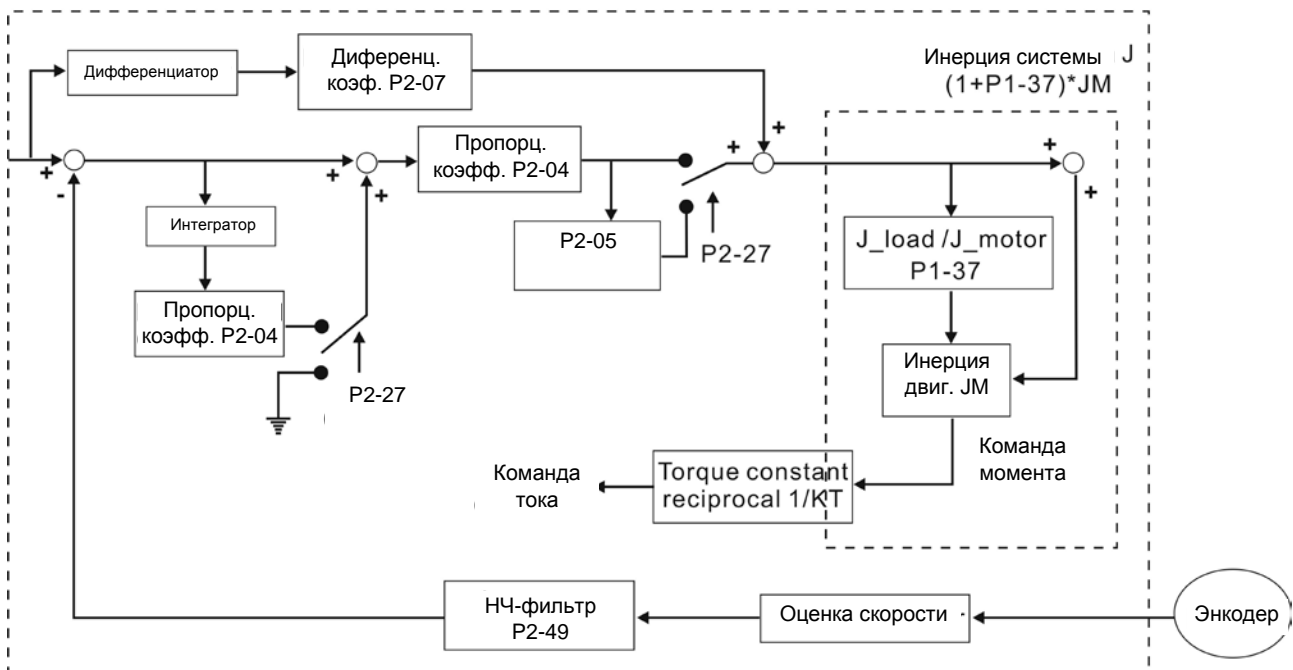 Дифференциатор
Диференц.
коэф. P2-07
Инерция системы J
(1+P1-37)*JM
+
+
-
+
+
Пропорц.
коэфф. P2-04
+
+
+
+
Интегратор
P2-05
P2-27
J_load /J_motor
P1-37
Пропорц.
коэфф. P2-04
P2-27
Инерция
двиг. JM
Команда
момента
Команда
тока
Torque constant
reciprocal 1/KT
НЧ-фильтр
P2-49
Оценка скорости
Энкодер